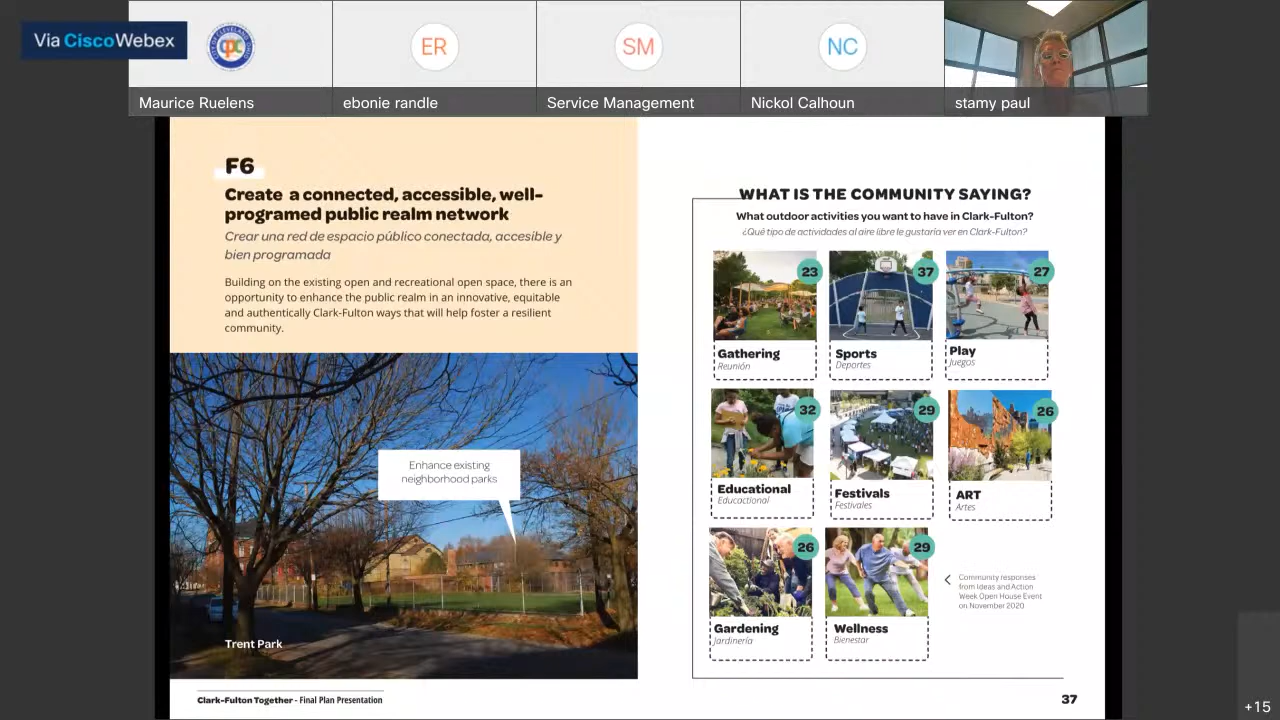 Via Cisco Webex
Maurice Ruelens
ER
ebonie randle
SM
Service Management
NC
Nickol Calhoun
stamy paul
F6
Create a connected, accessible, well-
programed public realm network
Crear una red de espacio público conectada, accesible y
bien programada
Building on the existing open and recreational open space, there is an
opportunity to enhance the public realm in an innovative, equitable
and authentically Clark-Fulton ways that will help foster a resilient
community.
Enhance existing
neighborhood parks
Trent Park
Clark-Fulton Together - Final Plan Presentation
WHAT IS THE COMMUNITY SAYING?
What outdoor activities you want to have in Clark-Fulton?
¿Qué tipo de actividades al aire libre le gustaría ver en Clark-Fulton?
23
Gathering
Reunión
37
Sports
Deportes
27
Play
Juegos
32
Educational
Educactional
29
Festivals
Festivales
26
ART
Artes
26
Gardening
Jardinería
29
Wellness
Bienestar
Community responses
from Ideas and Action
Week Open House Event
on November 2020
37
+15